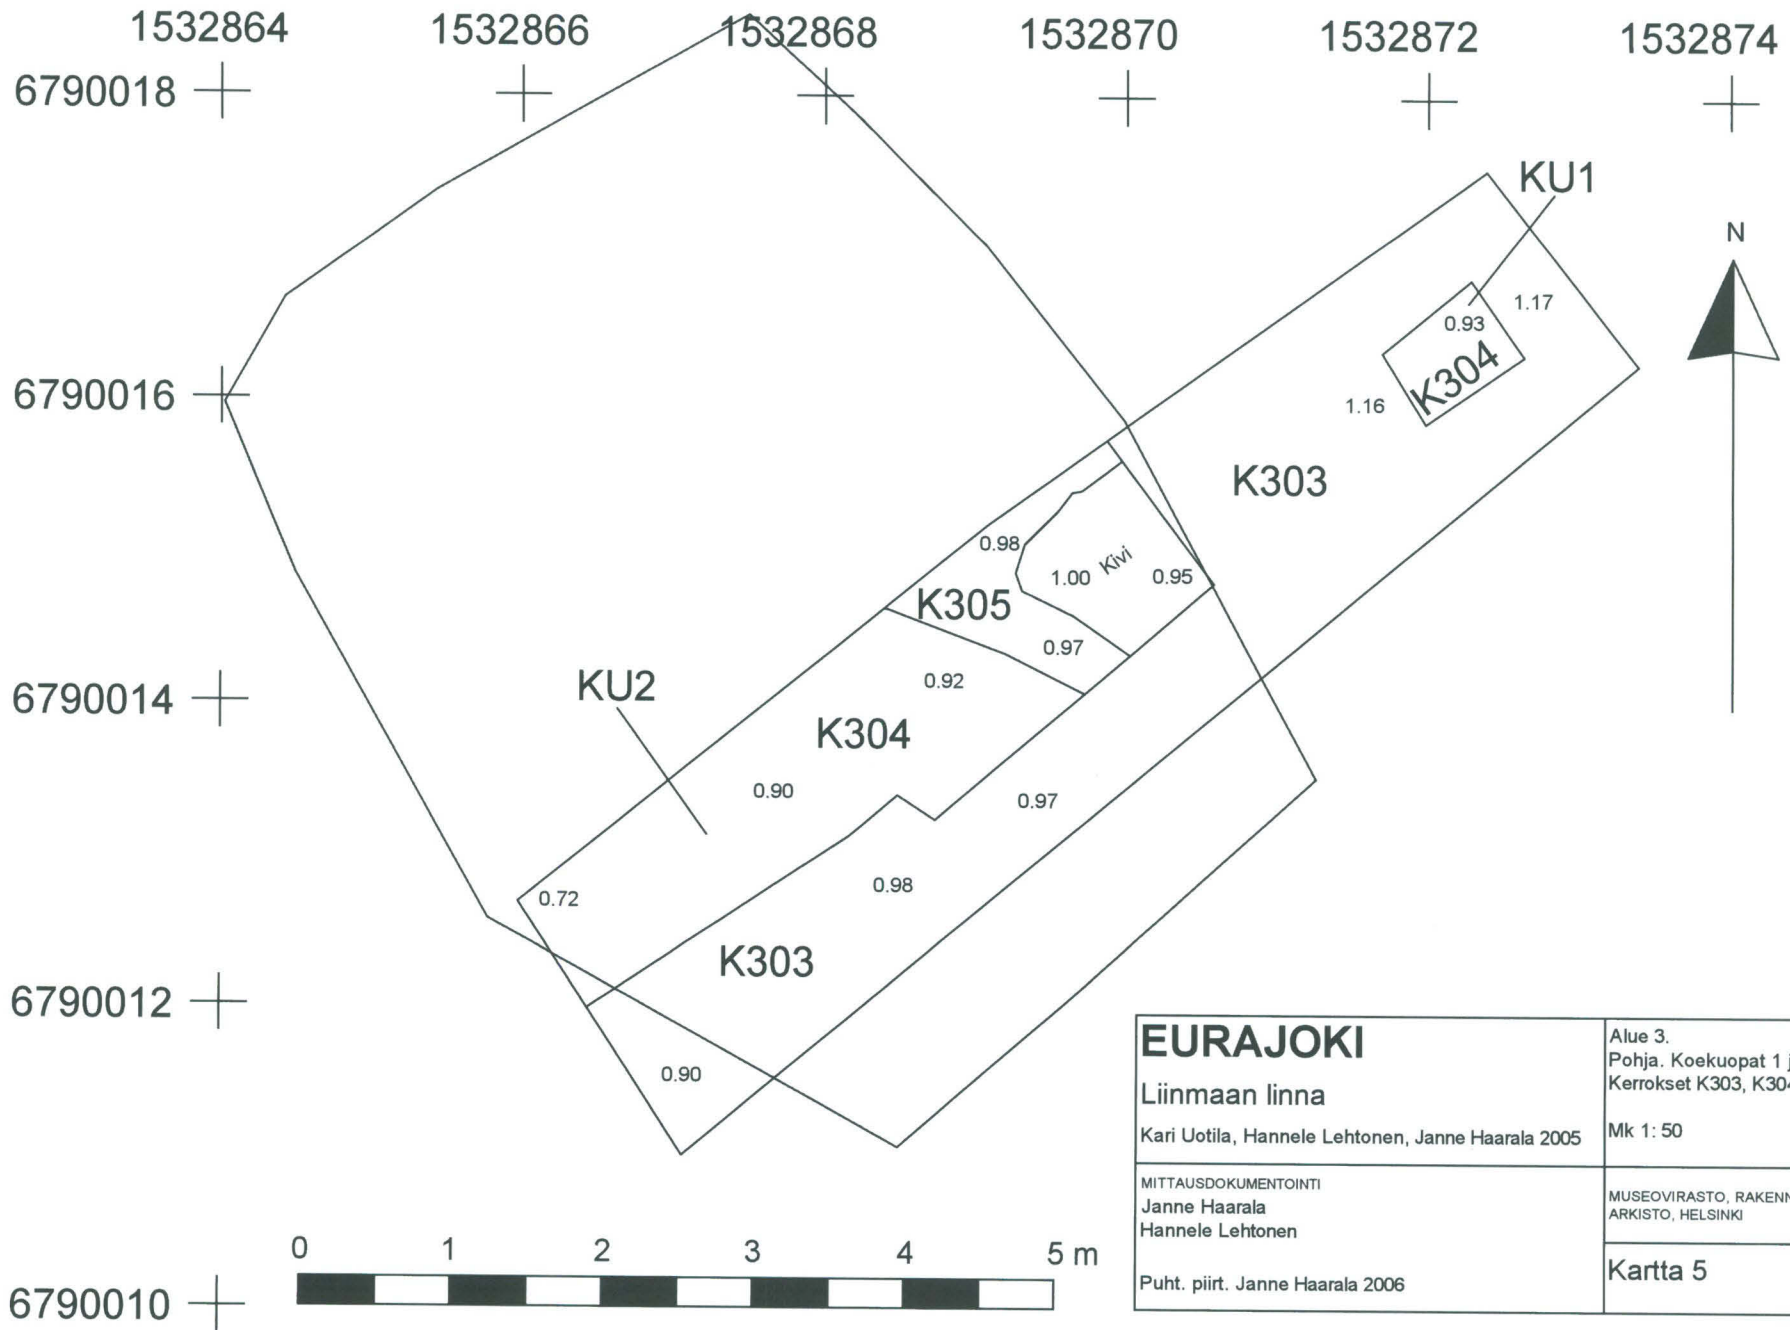 1532864 1532866 1532868 1532870 1532872 1532874
6790018
KU1
N
1.17
0.93
6790016
K304
1.16
K303
0.98
Kivi
1.00
0.95
K305
0.97
0.92
KU2
6790014
K304
0.90
0.97
0.98
0.72
K303
6790012
0.90
EURAJOKI
Liinmaan linna
Kari Uotila, Hannele Lehtonen, Janne Haarala 2005
Alue 3.
Pohja. Koekuopat 1 j
Kerrokset K303, K304
Mk 1: 50
MITTAUSDOKUMENTOINTI
Janne Haarala
Hannele Lehtonen
Puht. piirt. Janne Haarala 2006
MUSEOVIRASTO, RAKENN
ARKISTO, HELSINKI
Kartta 5
0 1 2 3 4 5 m
6790010